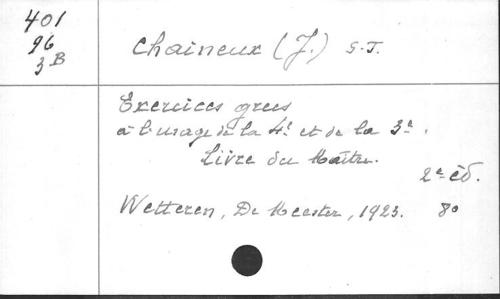 401
96
3B
Chaineux (J.) S.J.
Exercices grecs
à l'usage de la 4e et de la 3e.
Livre du Maître.
2e éd.
Wetteren, De Meester, 1923. 8o